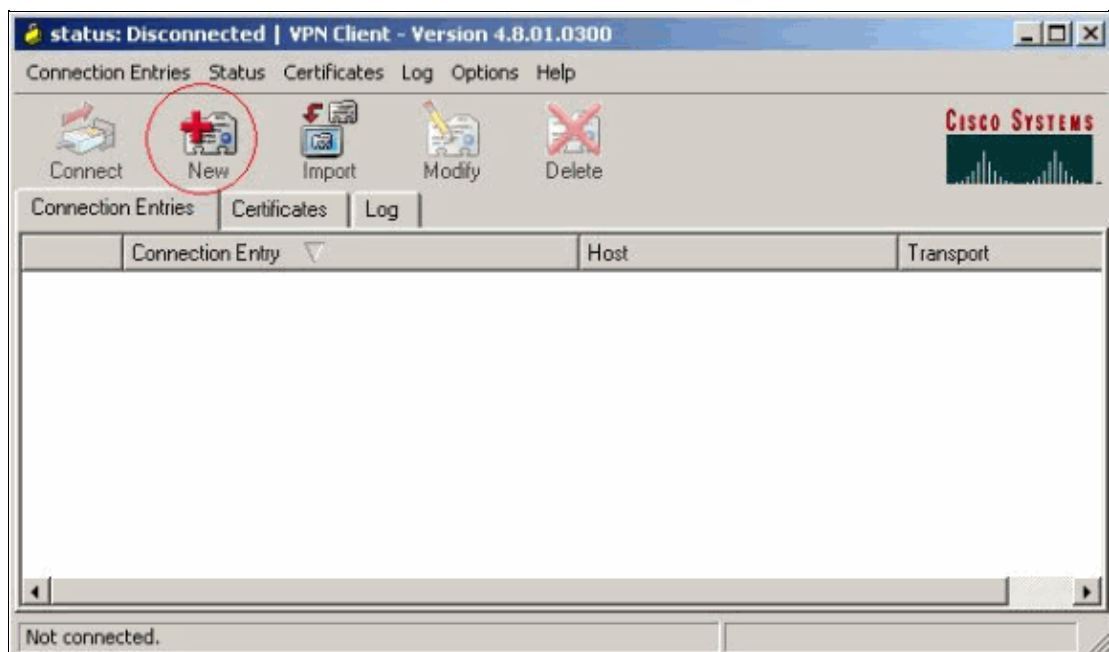 status: Disconnected | VPN Client - Version 4.8.01.0300
Connection Entries Status Certificates Log Options Help
Connect New Import Modify Delete
CISCO SYSTEMS
Connection Entries Certificates Log
Connection Entry Host Transport
Not connected.